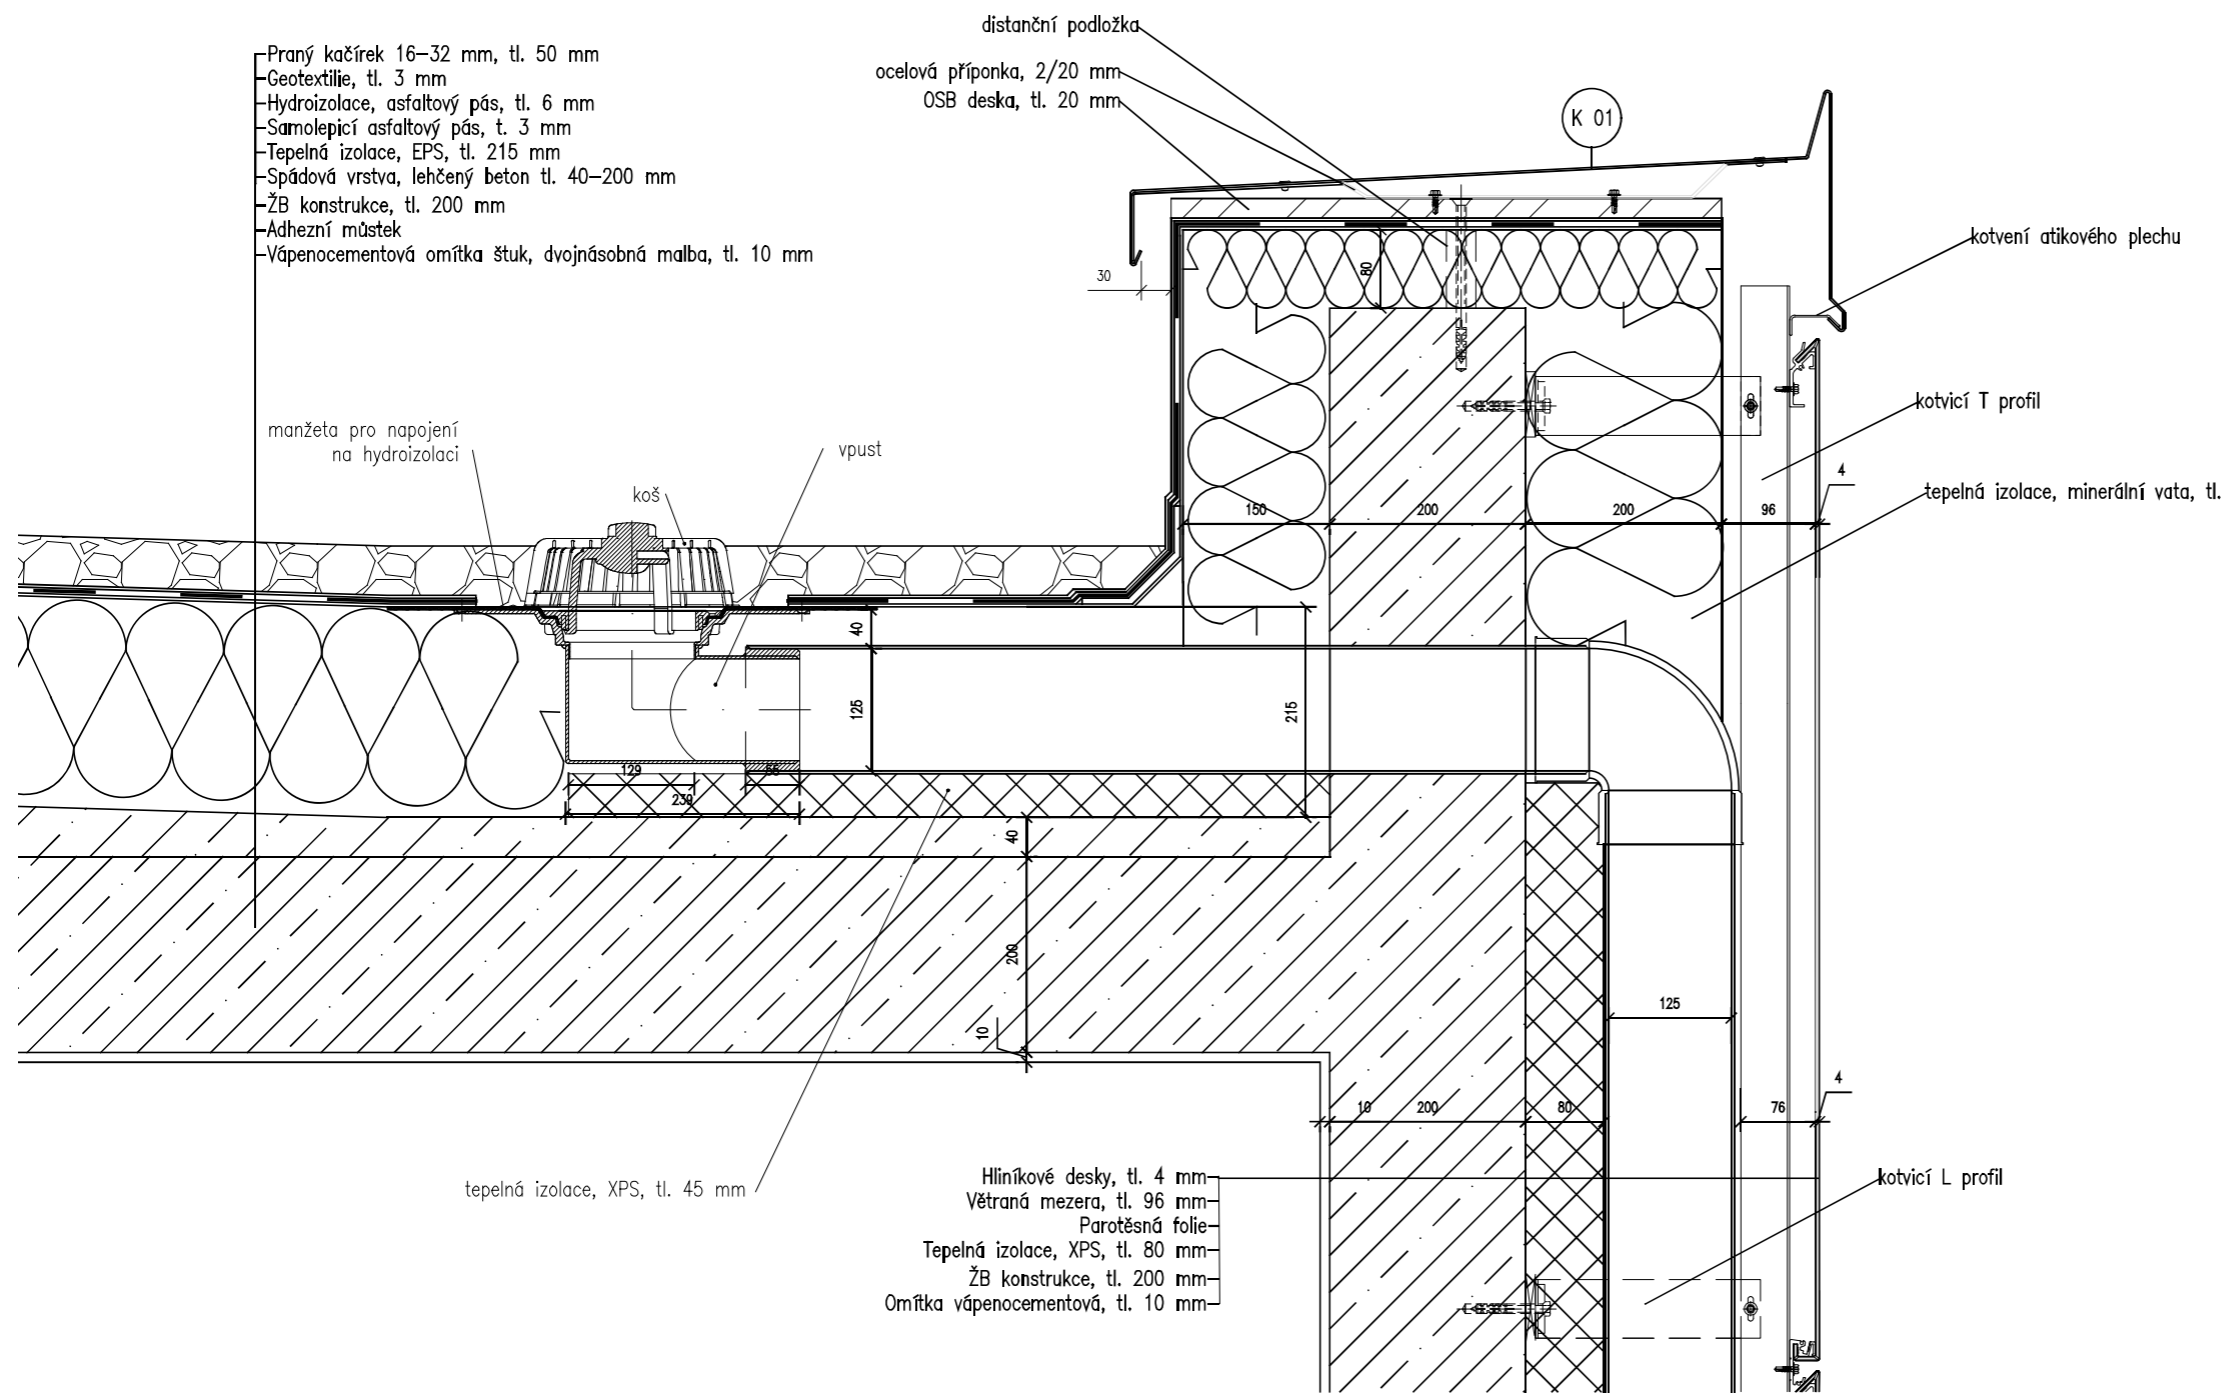 Praný kačírek 16–32 mm, tl. 50 mm
Geotextilie, tl. 3 mm
Hydroizolace, asfaltový pás, tl. 6 mm
Samolepicí asfaltový pás, t. 3 mm
Tepelná izolace, EPS, tl. 215 mm
Spádová vrstva, lehčený beton tl. 40–200 mm
ŽB konstrukce, tl. 200 mm
Adhezní můstek
Vápenocementová omítka štuk, dvojnásobná malba, tl. 10 mm
distanční podložka
ocelová příponka, 2/20 mm
OSB deska, tl. 20 mm
K 01
kotvení atikového plechu
30
80
kotvicí T profil
4
tepelná izolace, minerální vata, tl.
manžeta pro napojení
na hydroizolaci
koš
vpust
150
200
200
96
40
125
215
129
55
239
40
200
10
125
4
10
200
80
76
tepelná izolace, XPS, tl. 45 mm
Hliníkové desky, tl. 4 mm
Větraná mezera, tl. 96 mm
Parotěsná folie
Tepelná izolace, XPS, tl. 80 mm
ŽB konstrukce, tl. 200 mm
Omítka vápenocementová, tl. 10 mm
kotvicí L profil